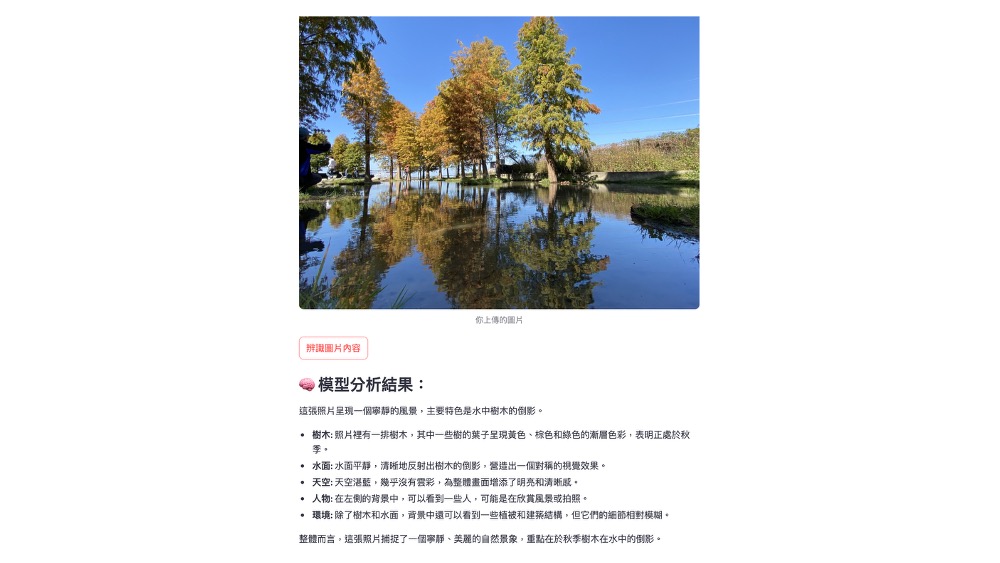 你上傳的圖片
辨識圖片內容
🧠 模型分析結果：
這張照片呈現一個寧靜的風景，主要特色是水中樹木的倒影。
• 樹木: 照片裡有一排樹木，其中一些樹的葉子呈現黃色、棕色和綠色的漸層色彩，表明正處於秋
季。
• 水面: 水面平靜，清晰地反射出樹木的倒影，營造出一個對稱的視覺效果。
• 天空: 天空湛藍，幾乎沒有雲彩，為整體畫面增添了明亮和清晰感。
• 人物: 在左側的背景中，可以看到一些人，可能是在欣賞風景或拍照。
• 環境: 除了樹木和水面，背景中還可以看到一些植被和建築結構，但它們的細節相對模糊。
整體而言，這張照片捕捉了一個寧靜、美麗的自然景象，重點在於秋季樹木在水中的倒影。